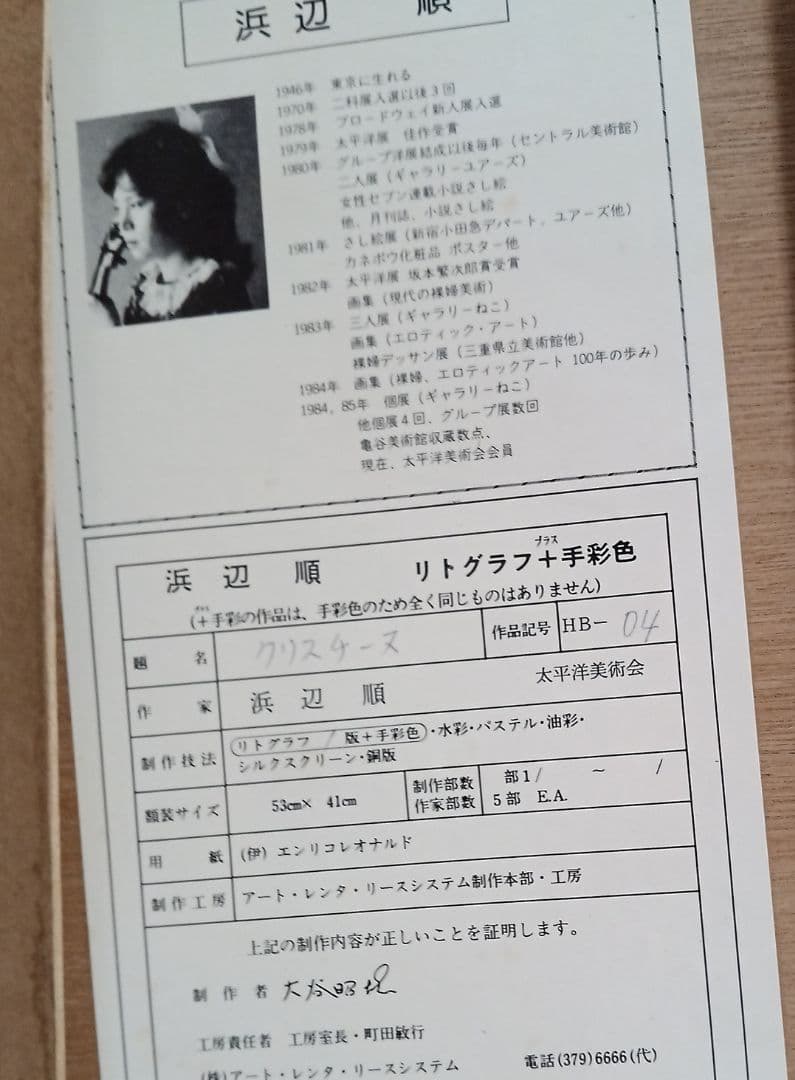 浜辺 順
1946年 東京に生れる
1970年 二科展入選以後3回
1978年 ブロードウェイ新人展入選
1979年 太平洋展 佳作受賞
1980年 グループ洋展結成以後毎年(セントラル美術館)
二人展(ギャラリーユアーズ)
女性セブン連載小説さし絵
他、月刊誌、小説さし絵
1981年 さし絵展(新宿小田急デパート、ユアーズ他)
カネボウ化粧品 ポスター他
1982年 太平洋展 坂本繁次郎賞受賞
画集(現代の裸婦美術)
1983年 三人展(ギャラリーねこ)
画集(エロティック・アート)
裸婦デッサン展(三重県立美術館他)
1984年 画集(裸婦、エロティックアート 100年の歩み)
1984, 85年 個展(ギャラリーねこ)
他個展4回、グループ展数回
亀谷美術館収蔵数点、
現在、太平洋美術会会員
浜辺 順 リトグラフ+プラス手彩色
(+手彩の作品は、手彩色のため全く同じものはありません)
題名 クリスチーヌ 作品記号 HB- 04
作家 浜辺 順 太平洋美術会
制作技法 リトグラフ 1 版+手彩色・水彩・パステル・油彩・
シルクスクリーン・銅版
額装サイズ 53cm× 41cm 制作部数 部1/ ~ /
作家部数 5部 E.A.
用紙 (伊) エンリコレオナルド
制作工房 アート・レンタ・リースシステム制作本部・工房
上記の制作内容が正しいことを証明します。
制作者
工房責任者 工房室長・町田敏行
(株)アート・レンタ・リースシステム 電話(379)6666(代)